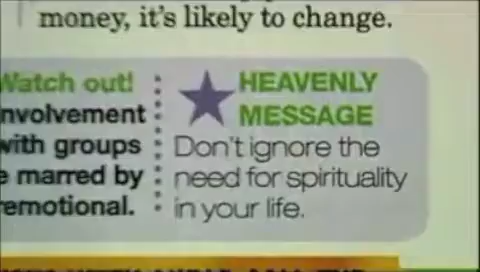 money, it's likely to change.
Watch out!
nvolvement
with groups
e marred by
remotional.
HEAVENLY
MESSAGE
Don't ignore the
need for spirituality
in your life.